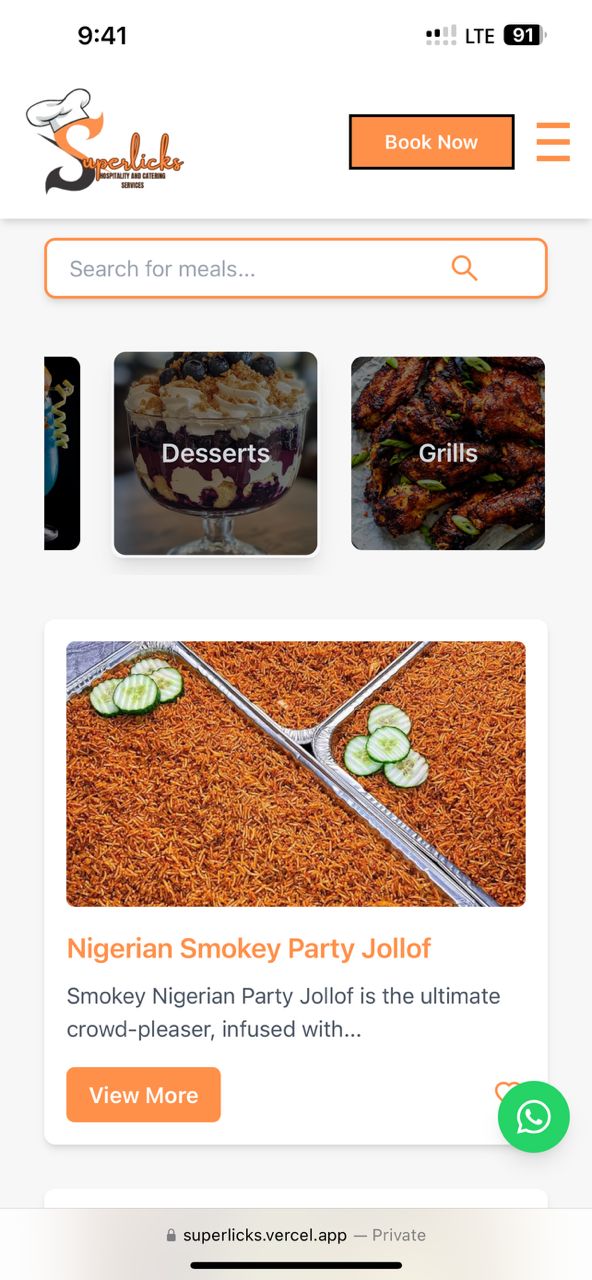 9:41
LTE 91
Superlicks
HOSPITALITY AND CATERING
SERVICES
Book Now
Search for meals...
Desserts
Grills
Nigerian Smokey Party Jollof
Smokey Nigerian Party Jollof is the ultimate
crowd-pleaser, infused with...
View More
superlicks.vercel.app — Private